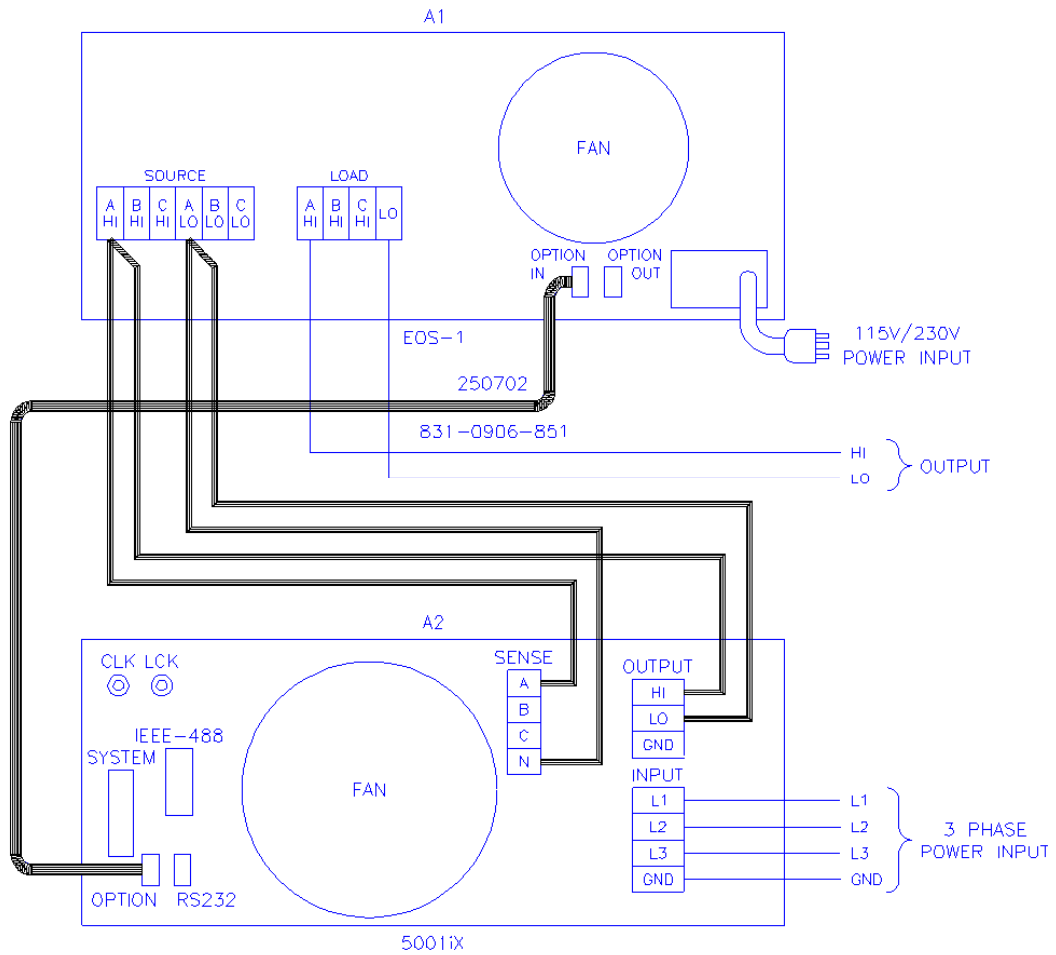 A1
FAN
SOURCE
A HI
B HI
C HI
A LO
B LO
C LO
LOAD
A HI
B HI
C HI
LO
OPTION IN
OPTION OUT
EOS-1
115V/230V
POWER INPUT
250702
831-0906-851
HI
LO
OUTPUT
A2
CLK LCK
SENSE
A
B
C
N
OUTPUT
HI
LO
GND
IEEE-488
SYSTEM
FAN
INPUT
L1
L2
L3
GND
L1
L2
L3
GND
3 PHASE
POWER INPUT
OPTION
RS232
5001iX